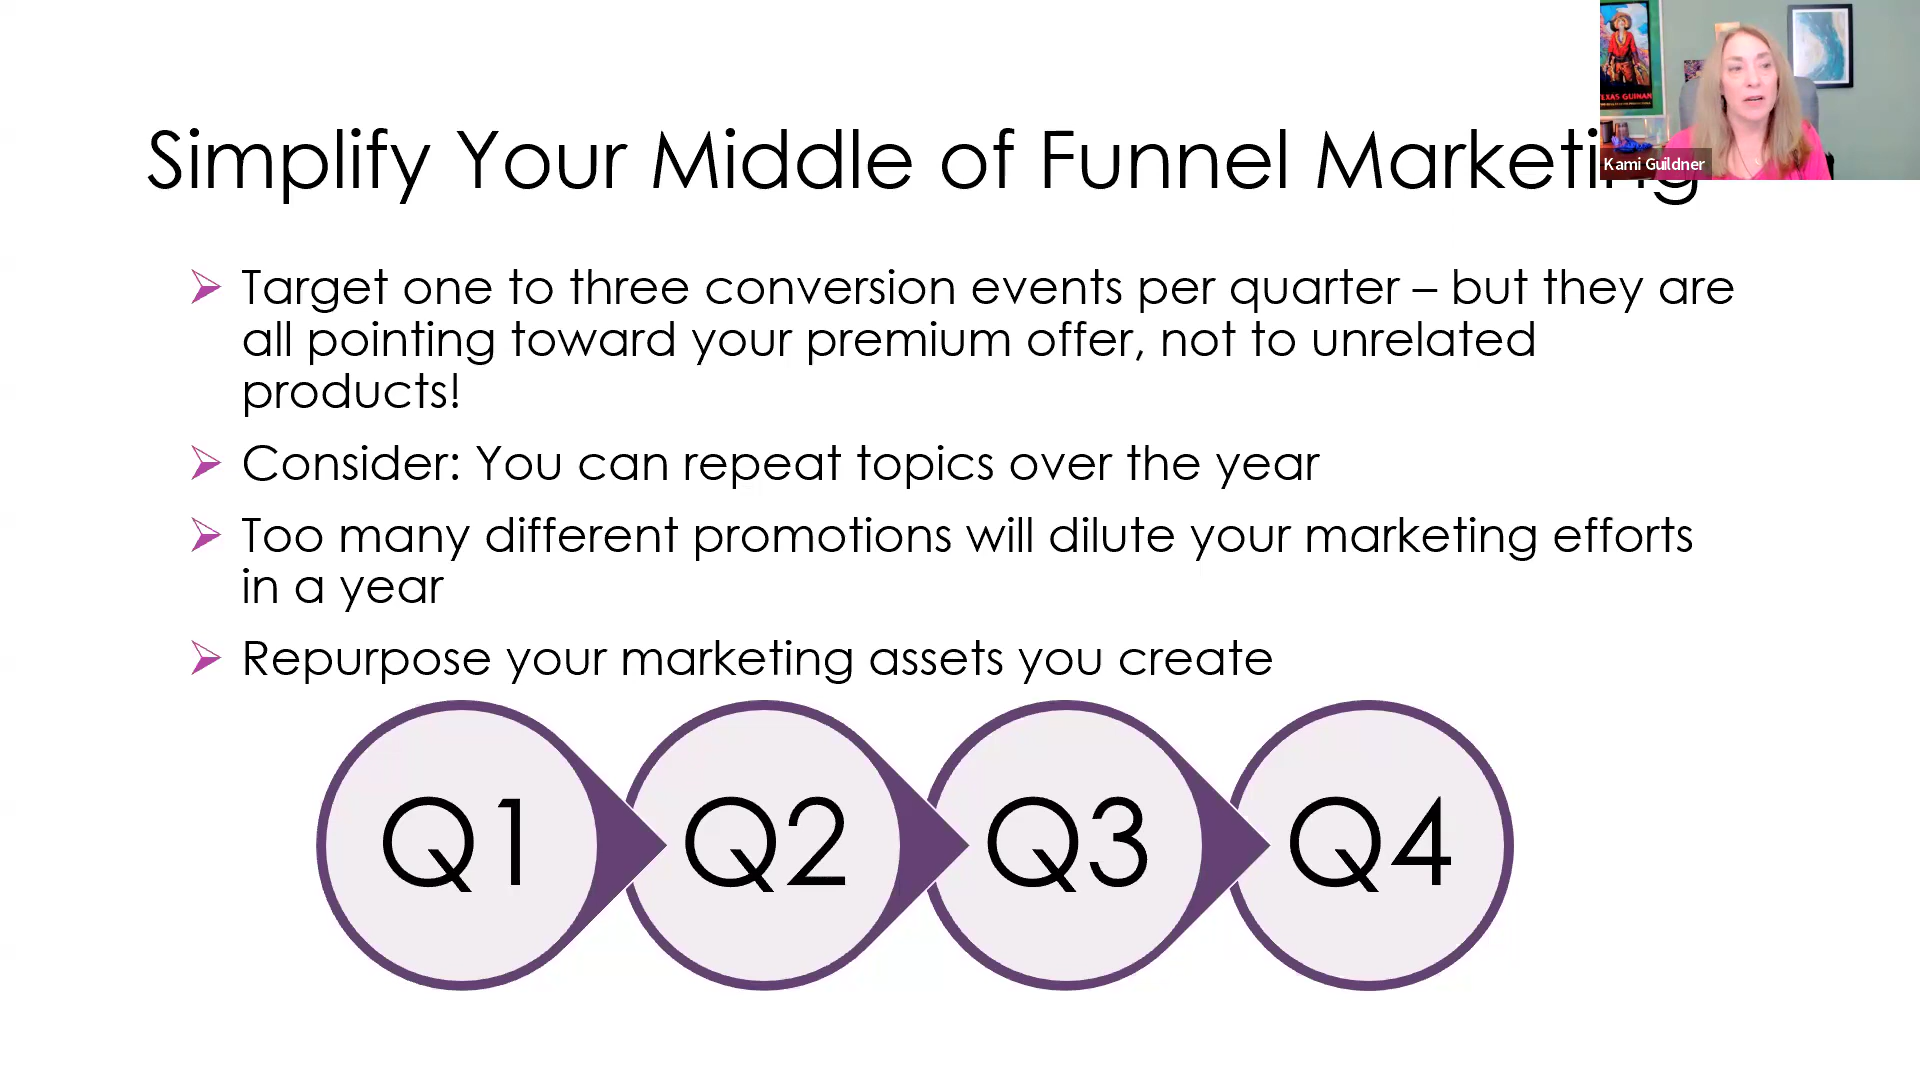 Simplify Your Middle of Funnel Marketing
TEXAS GUINAN
Kami Guildner
Target one to three conversion events per quarter – but they are
all pointing toward your premium offer, not to unrelated
products!
Consider: You can repeat topics over the year
Too many different promotions will dilute your marketing efforts
in a year
Repurpose your marketing assets you create
Q1
Q2
Q3
Q4